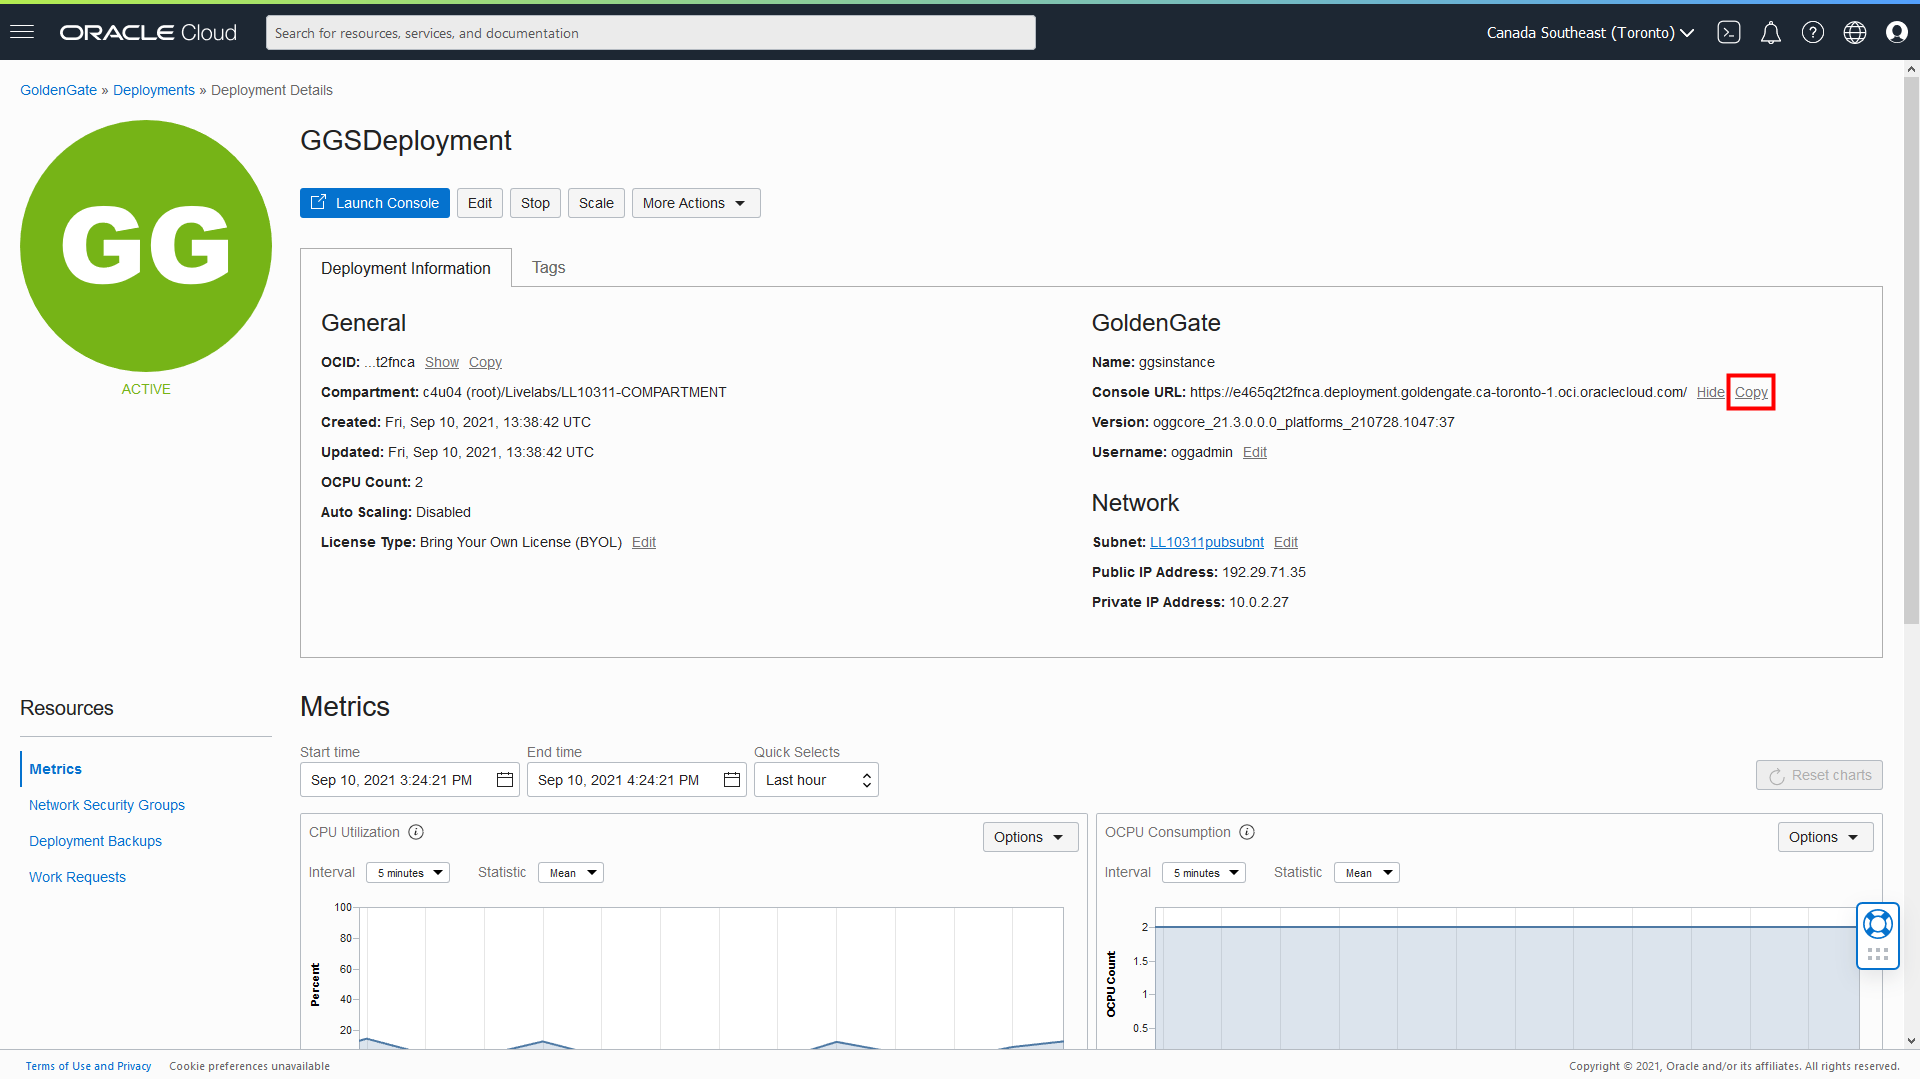 ORACLE Cloud
Search for resources, services, and documentation
Canada Southeast (Toronto)
GoldenGate » Deployments » Deployment Details
GG
ACTIVE
GGSDeployment
Launch Console
Edit
Stop
Scale
More Actions
Deployment Information
Tags
General
OCID: ...t2fnca Show Copy
Compartment: c4u04 (root)/Livelabs/LL10311-COMPARTMENT
Created: Fri, Sep 10, 2021, 13:38:42 UTC
Updated: Fri, Sep 10, 2021, 13:38:42 UTC
OCPU Count: 2
Auto Scaling: Disabled
License Type: Bring Your Own License (BYOL) Edit
GoldenGate
Name: ggsinstance
Console URL: https://e465q2t2fnca.deployment.goldengate.ca-toronto-1.oci.oraclecloud.com/ Hide Copy
Version: oggcore_21.3.0.0.0_platforms_210728.1047:37
Username: oggadmin Edit
Network
Subnet: LL10311pubsubnt Edit
Public IP Address: 192.29.71.35
Private IP Address: 10.0.2.27
Resources
Metrics
Network Security Groups
Deployment Backups
Work Requests
Metrics
Start time
Sep 10, 2021 3:24:21 PM
End time
Sep 10, 2021 4:24:21 PM
Quick Selects
Last hour
Reset charts
CPU Utilization
Options
Interval 5 minutes Statistic Mean
Percent
100
80
60
40
20
OCPU Consumption
Options
Interval 5 minutes Statistic Mean
OCPU Count
2
1.5
1
0.5
Terms of Use and Privacy Cookie preferences unavailable
Copyright © 2021, Oracle and/or its affiliates. All rights reserved.